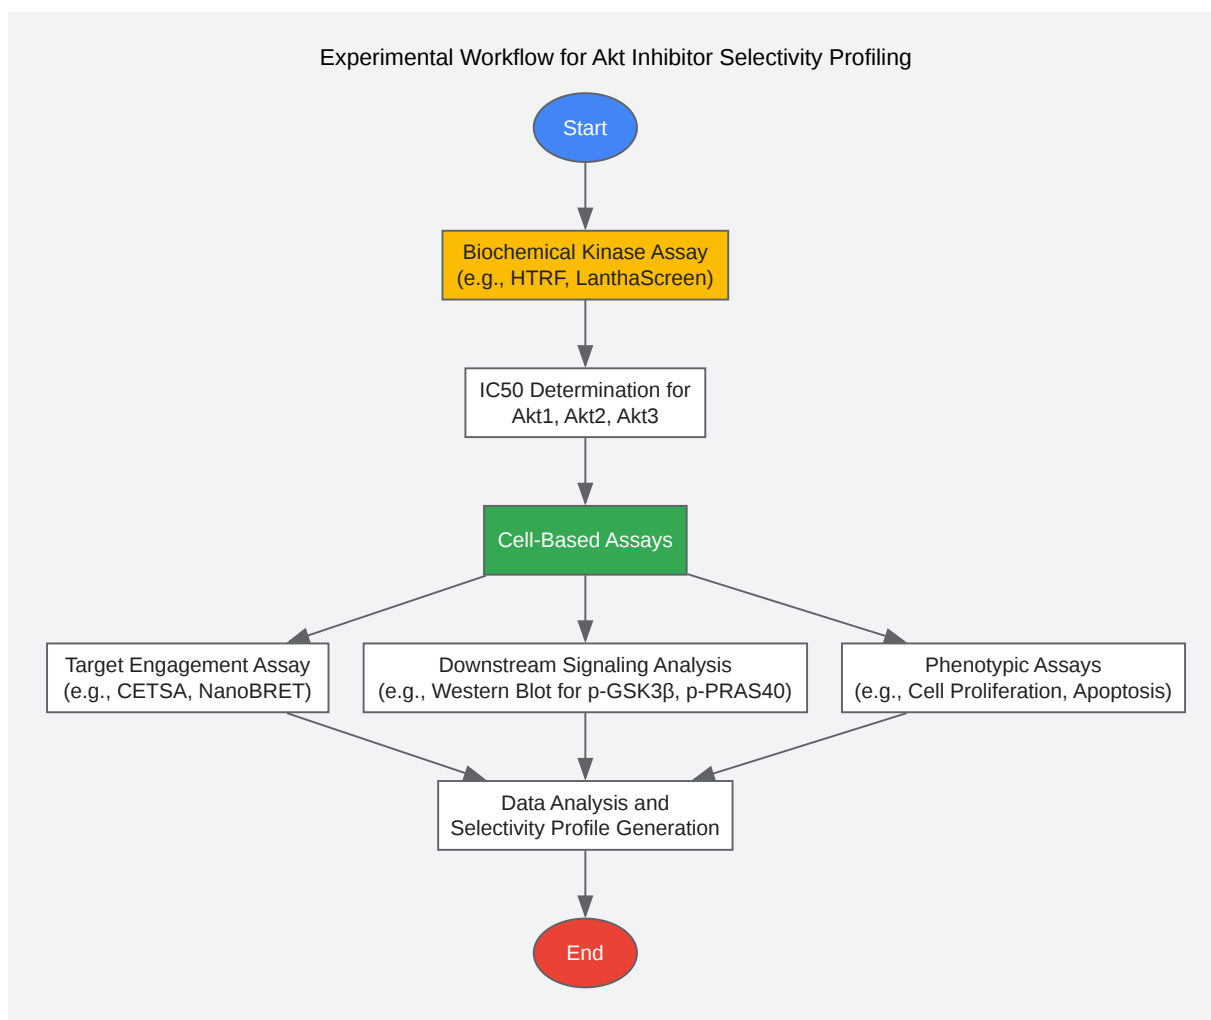 Experimental Workflow for Akt Inhibitor Selectivity Profiling
Start
Biochemical Kinase Assay
(e.g., HTRF, LanthaScreen)
IC50 Determination for
Akt1, Akt2, Akt3
Cell-Based Assays
Target Engagement Assay
(e.g., CETSA, NanoBRET)
Downstream Signaling Analysis
(e.g., Western Blot for p-GSK3β, p-PRAS40)
Phenotypic Assays
(e.g., Cell Proliferation, Apoptosis)
Data Analysis and
Selectivity Profile Generation
End